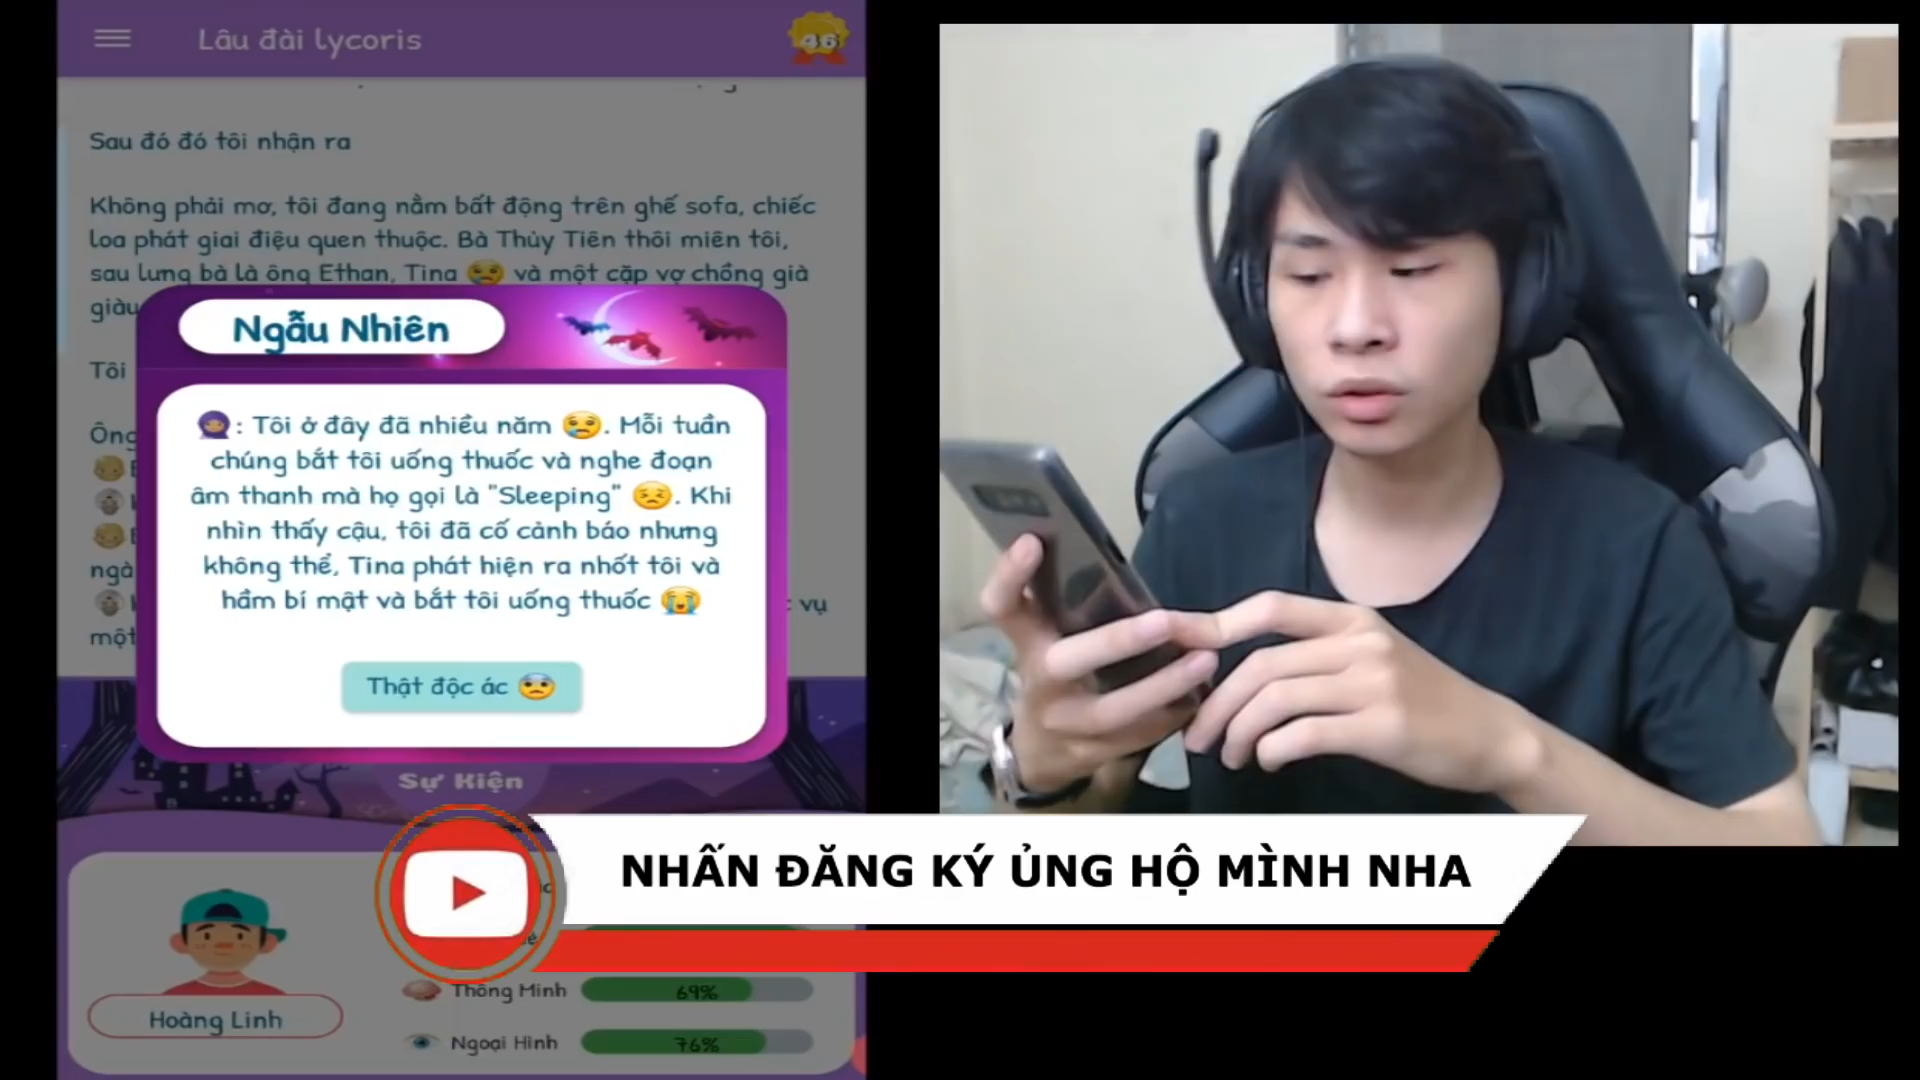 Lâu đài lycoris
46
Sau đó đó tôi nhận ra
Không phải mơ, tôi đang nằm bất động trên ghế sofa, chiếc
loa phát giai điệu quen thuộc. Bà Thủy Tiên thôi miên tôi,
sau lưng bà là ông Ethan, Tina 😢 và một cặp vợ chồng già
giàu
Tôi
Ông
ngà
vụ
một
Ngẫu Nhiên
: Tôi ở đây đã nhiều năm 😢. Mỗi tuần
chúng bắt tôi uống thuốc và nghe đoạn
âm thanh mà họ gọi là "Sleeping" 😣. Khi
nhìn thấy cậu, tôi đã cố cảnh báo nhưng
không thể, Tina phát hiện ra nhốt tôi và
hầm bí mật và bắt tôi uống thuốc 😭
Thật độc ác 😨
Sự Kiện
NHẤN ĐĂNG KÝ ỦNG HỘ MÌNH NHA
Thông Minh 69%
Hoàng Linh
Ngoại Hình 76%